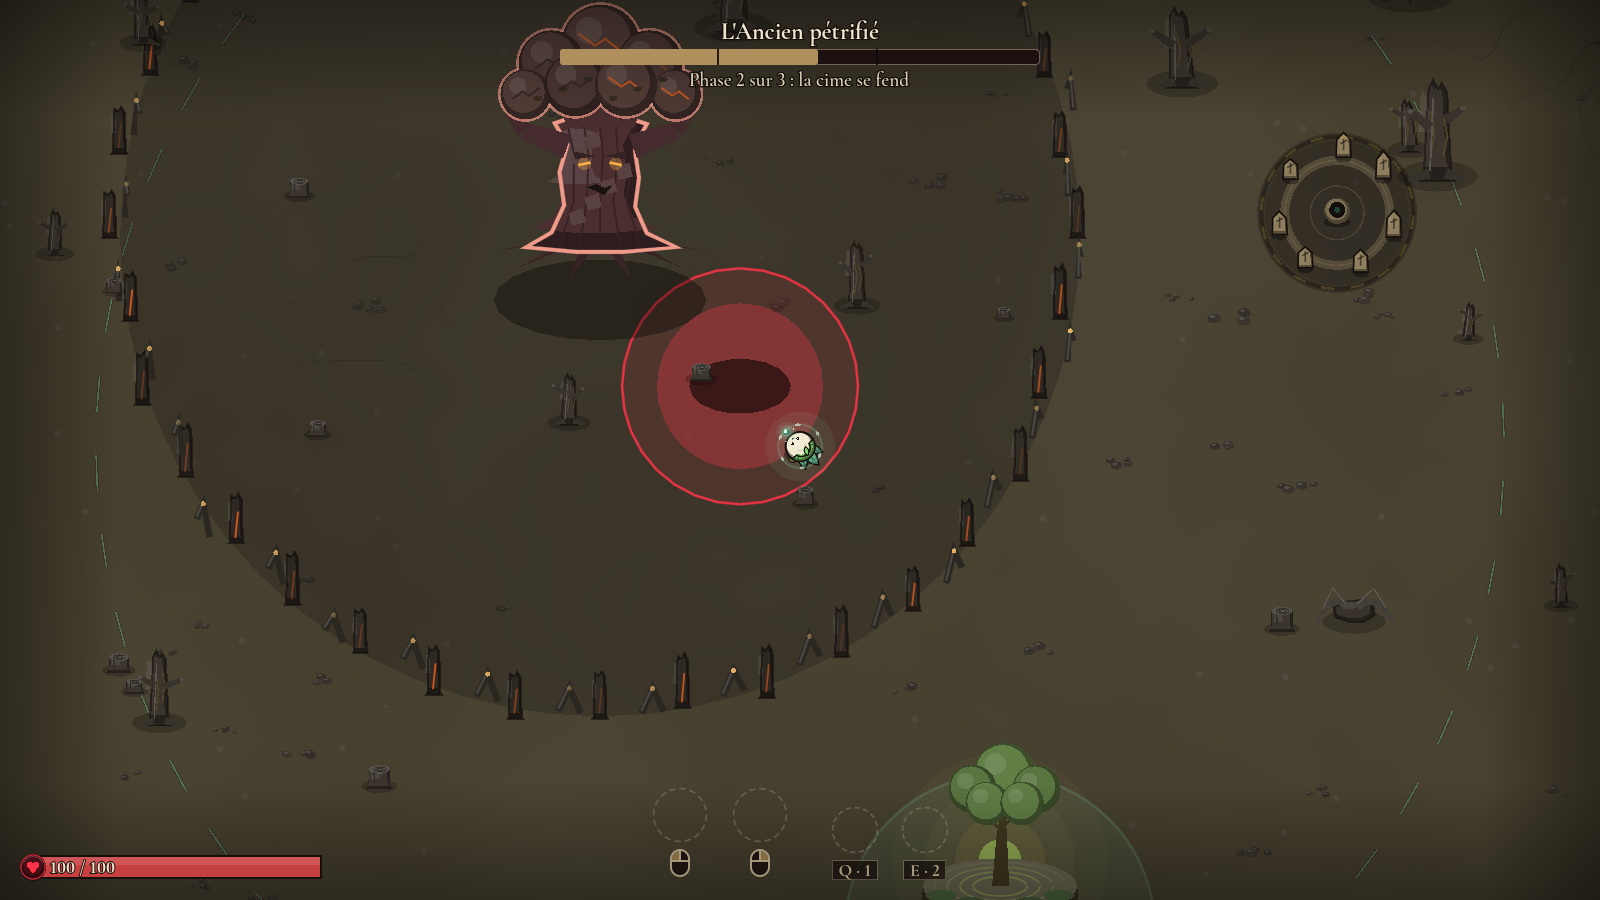 L'Ancien pétrifié
Phase 2 sur 3 : la cime se fend
100 / 100
Q · 1
E · 2